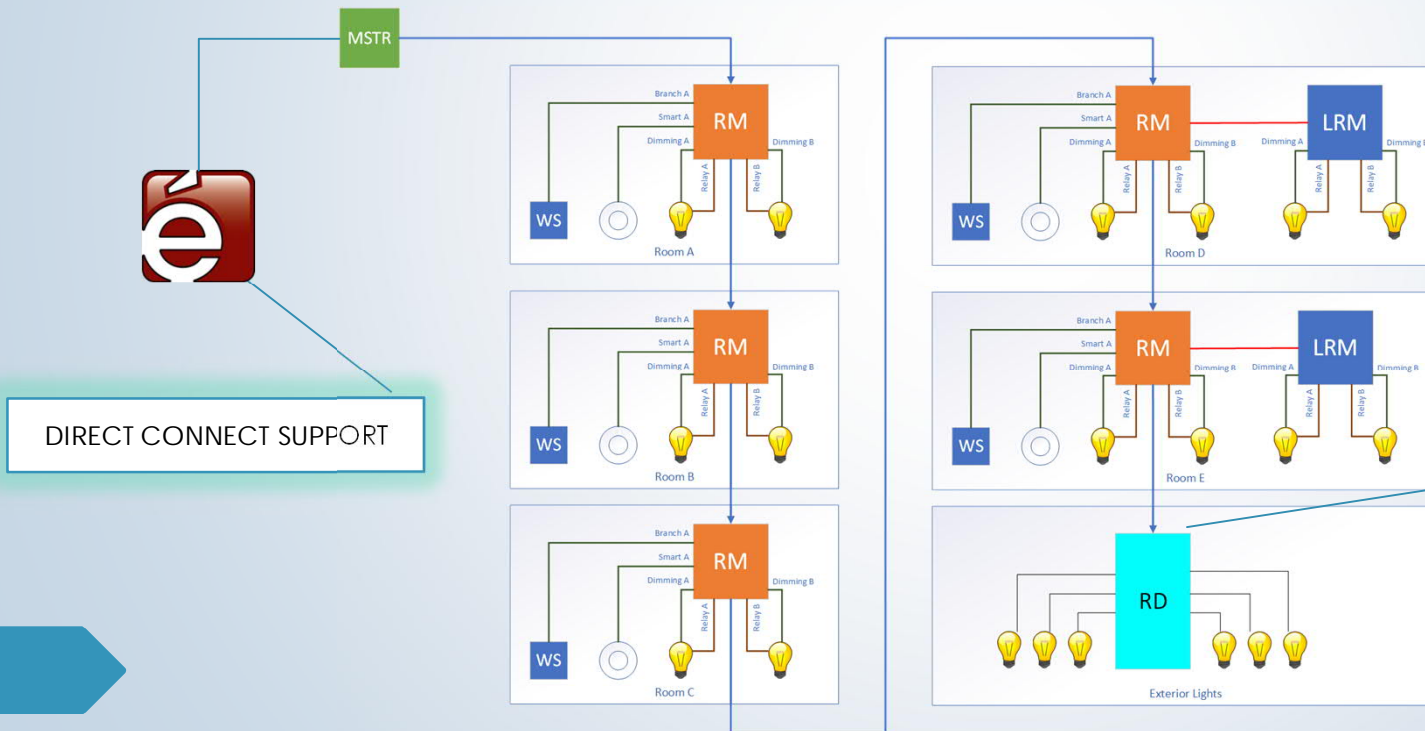 MSTR
é
DIRECT CONNECT SUPPORT
Branch A
Smart A
Dimming A
RM
Dimming B
Relay A
Relay B
WS
Room A
Branch A
Smart A
Dimming A
RM
Dimming B
Relay A
Relay B
WS
Room B
Branch A
Smart A
Dimming A
RM
Dimming B
Relay A
Relay B
WS
Room C
Branch A
Smart A
Dimming A
RM
Dimming B
Relay A
Relay B
WS
LRM
Dimming A
Dimming
Relay A
Relay B
Room D
Branch A
Smart A
Dimming A
RM
Dimming B
Relay A
Relay B
WS
LRM
Dimming A
Dimming B
Relay A
Relay B
Room E
RD
Exterior Lights